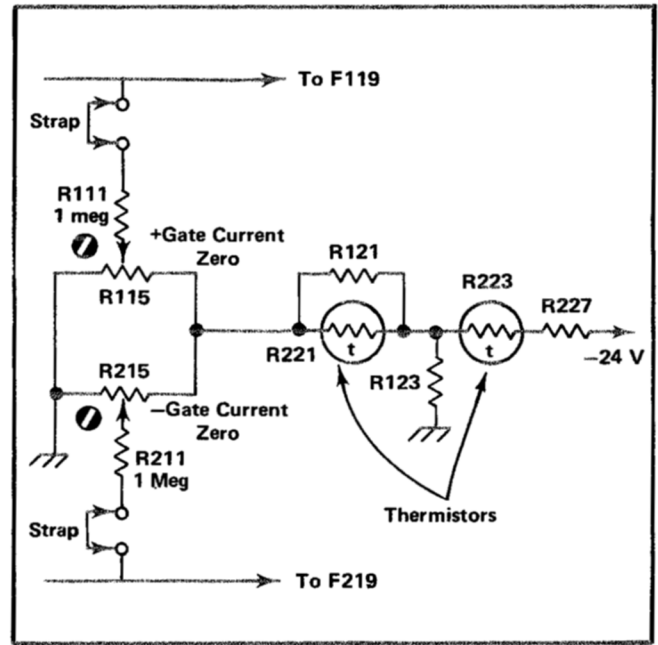 To F119
Strap
R111
1 meg
+Gate Current
Zero
R115
R121
R223
R227
R221
t
t
−24 V
R123
R215
−Gate Current
Zero
R211
1 Meg
Thermistors
Strap
To F219